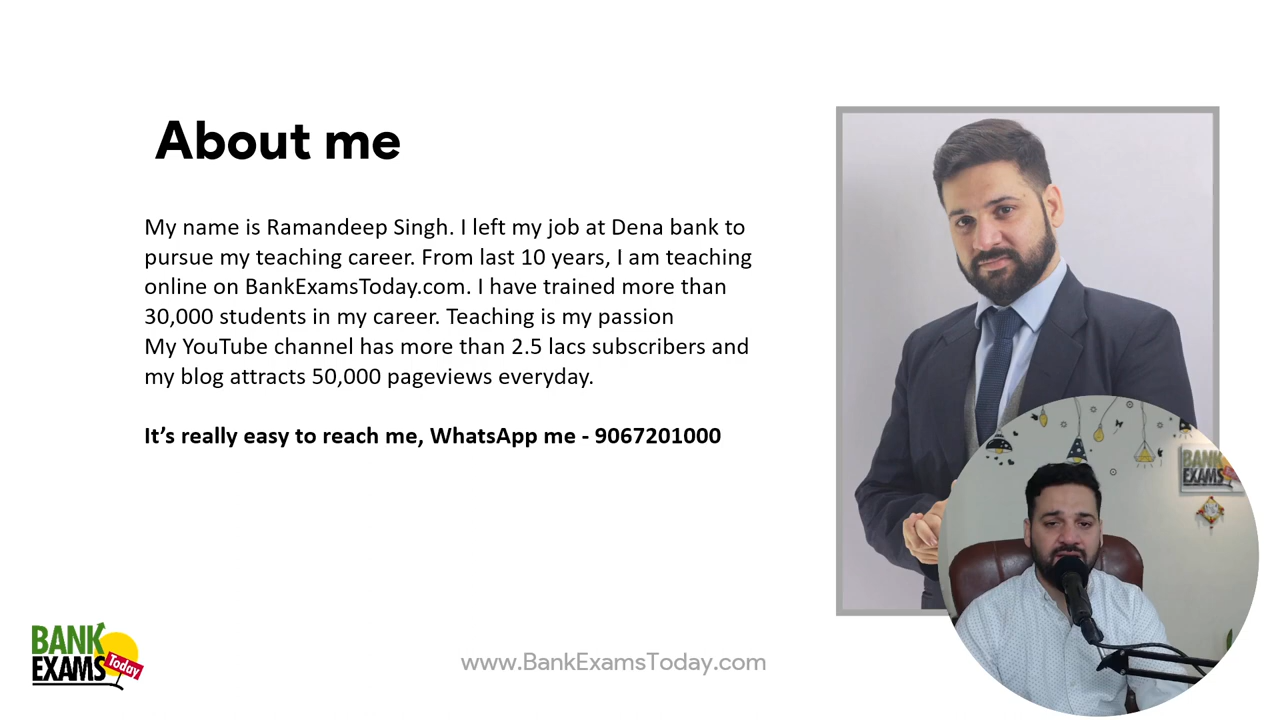 About me
My name is Ramandeep Singh. I left my job at Dena bank to
pursue my teaching career. From last 10 years, I am teaching
online on BankExamsToday.com. I have trained more than
30,000 students in my career. Teaching is my passion
My YouTube channel has more than 2.5 lacs subscribers and
my blog attracts 50,000 pageviews everyday.
It’s really easy to reach me, WhatsApp me - 9067201000
BANK
EXAMS
BANK
EXAMS Today
www.BankExamsToday.com